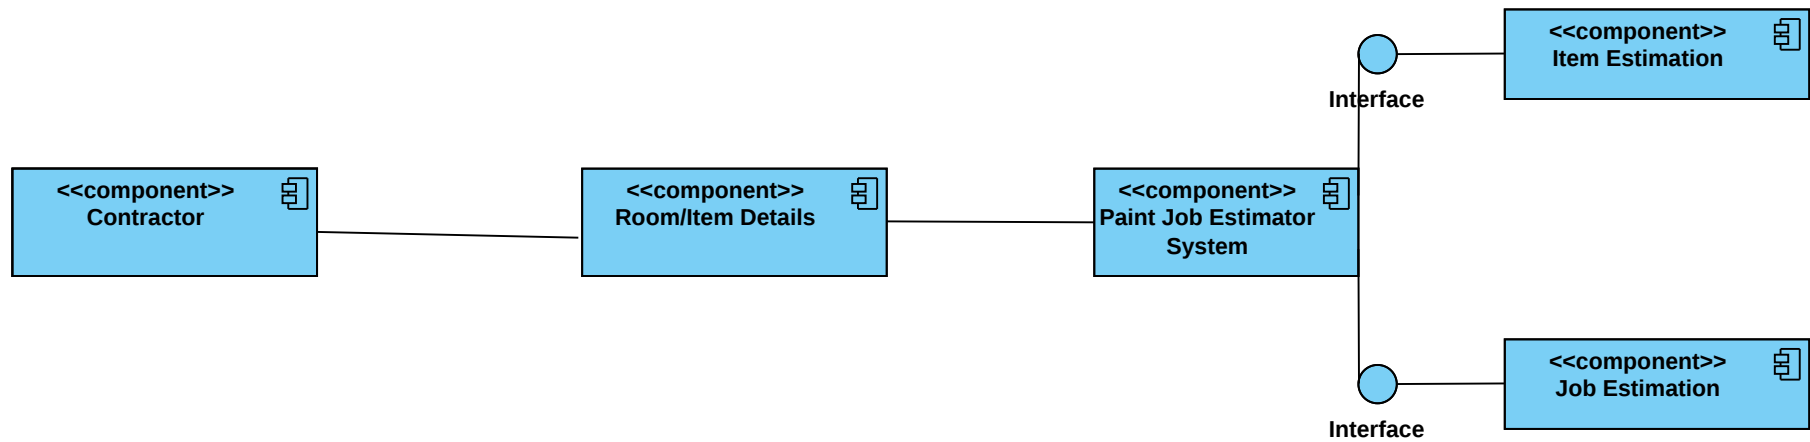 <<component>>
Item Estimation
Interface
<<component>>
Contractor
<<component>>
Room/Item Details
<<component>>
Paint Job Estimator
System
<<component>>
Job Estimation
Interface